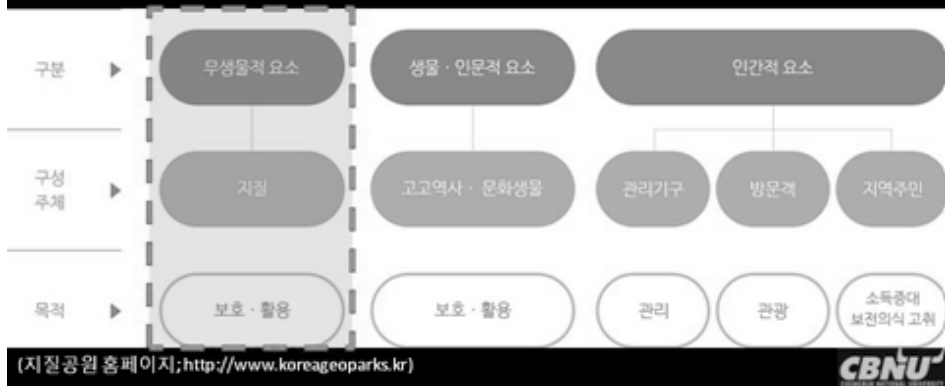 구분 ▶ 무생물적 요소 생물 · 인문적 요소 인간적 요소
구성
주체 ▶ 지질 고고역사 · 문화생물 관리기구 방문객 지역주민
목적 ▶ 보호 · 활용 보호 · 활용 관리 관광 소득증대
보전의식 고취
(지질공원 홈페이지; http://www.koreageoparks.kr)
CBNU